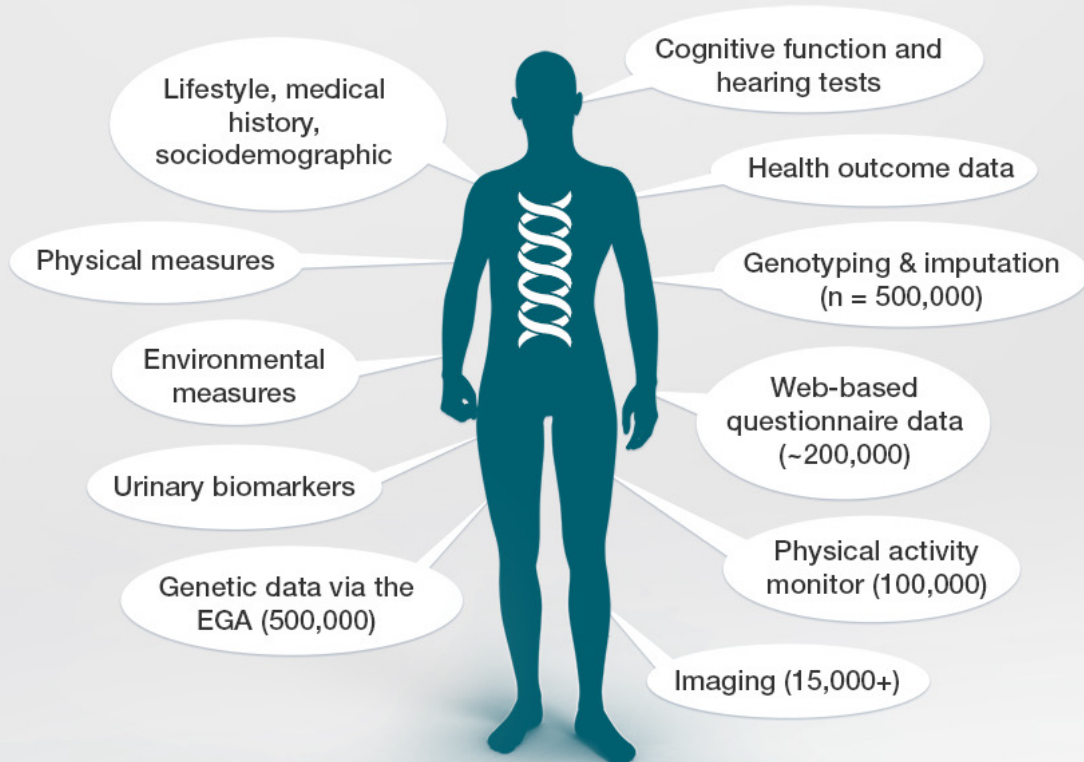 Lifestyle, medical
history,
sociodemographic
Cognitive function and
hearing tests
Health outcome data
Physical measures
Genotyping & imputation
(n = 500,000)
Environmental
measures
Web-based
questionnaire data
(~200,000)
Urinary biomarkers
Physical activity
monitor (100,000)
Genetic data via the
EGA (500,000)
Imaging (15,000+)